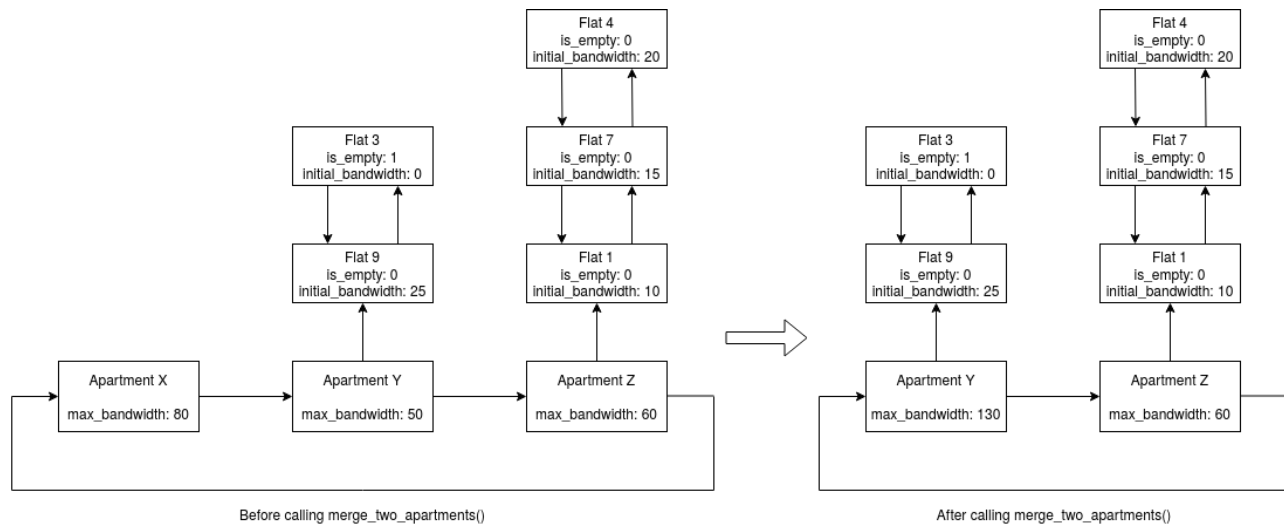 Flat 4
is_empty: 0
initial_bandwidth: 20
Flat 3
is_empty: 1
initial_bandwidth: 0
Flat 7
is_empty: 0
initial_bandwidth: 15
Flat 9
is_empty: 0
initial_bandwidth: 25
Flat 1
is_empty: 0
initial_bandwidth: 10
Apartment X
max_bandwidth: 80
Apartment Y
max_bandwidth: 50
Apartment Z
max_bandwidth: 60
Before calling merge_two_apartments()
Flat 4
is_empty: 0
initial_bandwidth: 20
Flat 3
is_empty: 1
initial_bandwidth: 0
Flat 7
is_empty: 0
initial_bandwidth: 15
Flat 9
is_empty: 0
initial_bandwidth: 25
Flat 1
is_empty: 0
initial_bandwidth: 10
Apartment Y
max_bandwidth: 130
Apartment Z
max_bandwidth: 60
After calling merge_two_apartments()